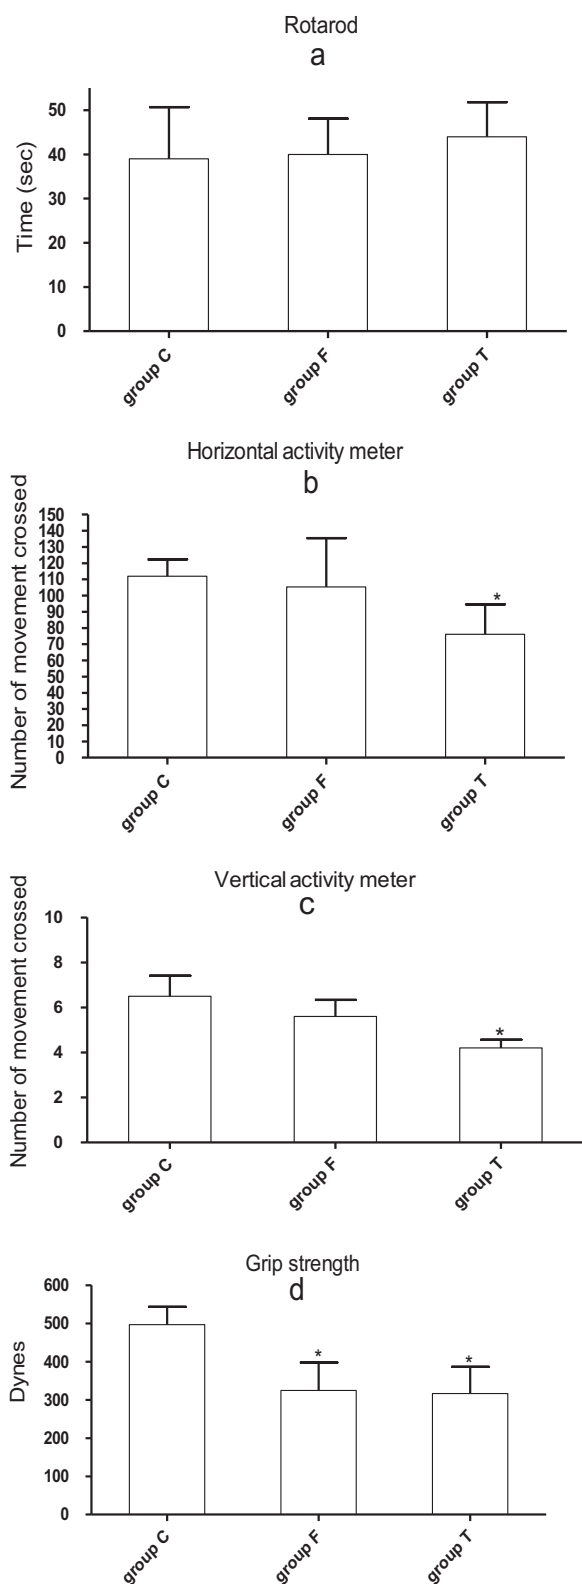 Rotarod
a
Time (sec)
50
40
30
20
10
0
group C
group F
group T
Horizontal activity meter
b
Number of movement crossed
150
140
130
120
110
100
90
80
70
60
50
40
30
20
10
0
*
group C
group F
group T
Vertical activity meter
c
Number of movement crossed
10
8
6
4
2
0
*
group C
group F
group T
Grip strength
d
Dynes
600
500
400
300
200
100
0
*
*
group C
group F
group T